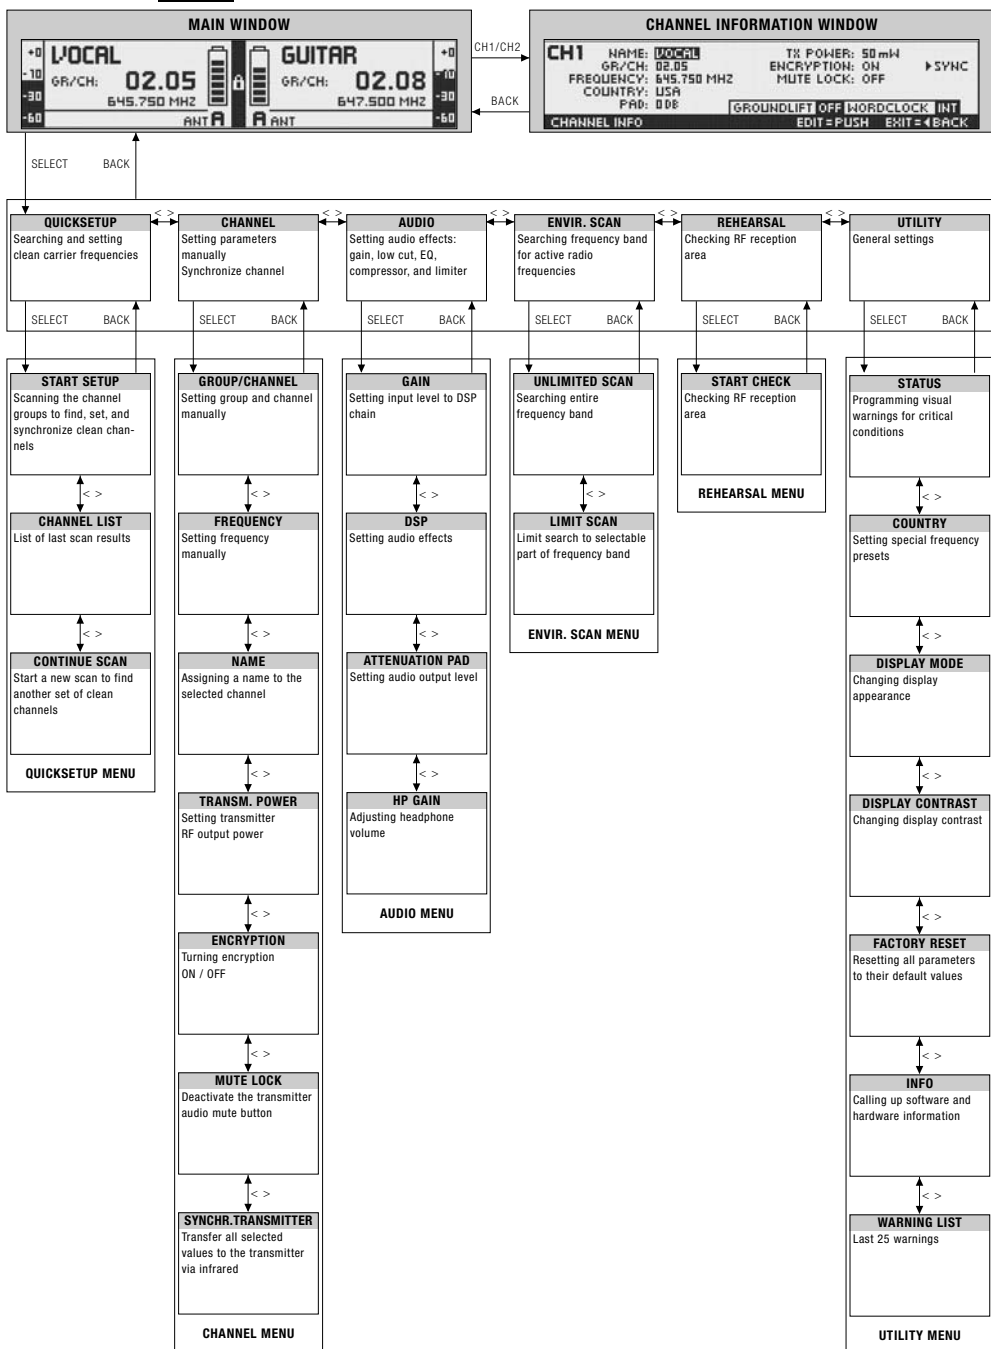 MAIN WINDOW
+0
-10
-30
-60
VOCAL
GR/CH: 02.05
645.750 MHZ
ANT A
GUITAR
GR/CH: 02.08
647.500 MHZ
A ANT
+0
-10
-30
-60
CH1/CH2
BACK
CHANNEL INFORMATION WINDOW
CH1
NAME: VOCAL
GR/CH: 02.05
FREQUENCY: 645.750 MHZ
COUNTRY: USA
PAD: 0 DB
TX POWER: 50 mW
ENCRYPTION: ON
MUTE LOCK: OFF
▶SYNC
GROUNDLIFT OFF WORDCLOCK INT
CHANNEL INFO EDIT=PUSH EXIT=◀BACK
SELECT BACK
QUICKSETUP
Searching and setting
clean carrier frequencies
< >
CHANNEL
Setting parameters
manually
Synchronize channel
< >
AUDIO
Setting audio effects:
gain, low cut, EQ,
compressor, and limiter
< >
ENVIR. SCAN
Searching frequency band
for active radio
frequencies
< >
REHEARSAL
Checking RF reception
area
< >
UTILITY
General settings
SELECT BACK
SELECT BACK
SELECT BACK
SELECT BACK
SELECT BACK
SELECT BACK
START SETUP
Scanning the channel
groups to find, set, and
synchronize clean chan-
nels
< >
CHANNEL LIST
List of last scan results
< >
CONTINUE SCAN
Start a new scan to find
another set of clean
channels
QUICKSETUP MENU
GROUP/CHANNEL
Setting group and channel
manually
< >
FREQUENCY
Setting frequency
manually
< >
NAME
Assigning a name to the
selected channel
< >
TRANSM. POWER
Setting transmitter
RF output power
< >
ENCRYPTION
Turning encryption
ON / OFF
< >
MUTE LOCK
Deactivate the transmitter
audio mute button
< >
SYNCHR.TRANSMITTER
Transfer all selected
values to the transmitter
via infrared
CHANNEL MENU
GAIN
Setting input level to DSP
chain
< >
DSP
Setting audio effects
< >
ATTENUATION PAD
Setting audio output level
< >
HP GAIN
Adjusting headphone
volume
AUDIO MENU
UNLIMITED SCAN
Searching entire
frequency band
< >
LIMIT SCAN
Limit search to selectable
part of frequency band
ENVIR. SCAN MENU
START CHECK
Checking RF reception
area
REHEARSAL MENU
STATUS
Programming visual
warnings for critical
conditions
< >
COUNTRY
Setting special frequency
presets
< >
DISPLAY MODE
Changing display
appearance
< >
DISPLAY CONTRAST
Changing display contrast
< >
FACTORY RESET
Resetting all parameters
to their default values
< >
INFO
Calling up software and
hardware information
< >
WARNING LIST
Last 25 warnings
UTILITY MENU